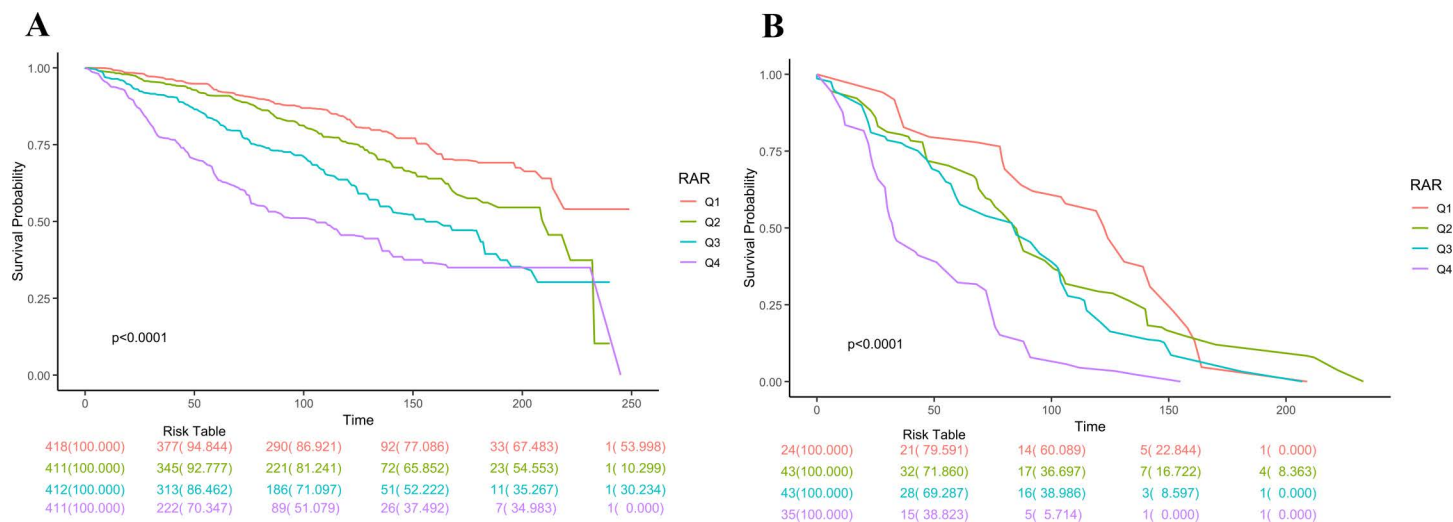 A
1.00
0.75
0.50
0.25
0.00
Survival Probability
p<0.0001
0 50 100 150 200 250
Time
RAR
Q1
Q2
Q3
Q4
Risk Table
418(100.000) 377( 94.844) 290( 86.921) 92( 77.086) 33( 67.483) 1( 53.998)
411(100.000) 345( 92.777) 221( 81.241) 72( 65.852) 23( 54.553) 1( 10.299)
412(100.000) 313( 86.462) 186( 71.097) 51( 52.222) 11( 35.267) 1( 30.234)
411(100.000) 222( 70.347) 89( 51.079) 26( 37.492) 7( 34.983) 1( 0.000)
B
1.00
0.75
0.50
0.25
0.00
Survival Probability
p<0.0001
0 50 100 150 200
Time
RAR
Q1
Q2
Q3
Q4
Risk Table
24(100.000) 21( 79.591) 14( 60.089) 5( 22.844) 1( 0.000)
43(100.000) 32( 71.860) 17( 36.697) 7( 16.722) 4( 8.363)
43(100.000) 28( 69.287) 16( 38.986) 3( 8.597) 1( 0.000)
35(100.000) 15( 38.823) 5( 5.714) 1( 0.000) 1( 0.000)